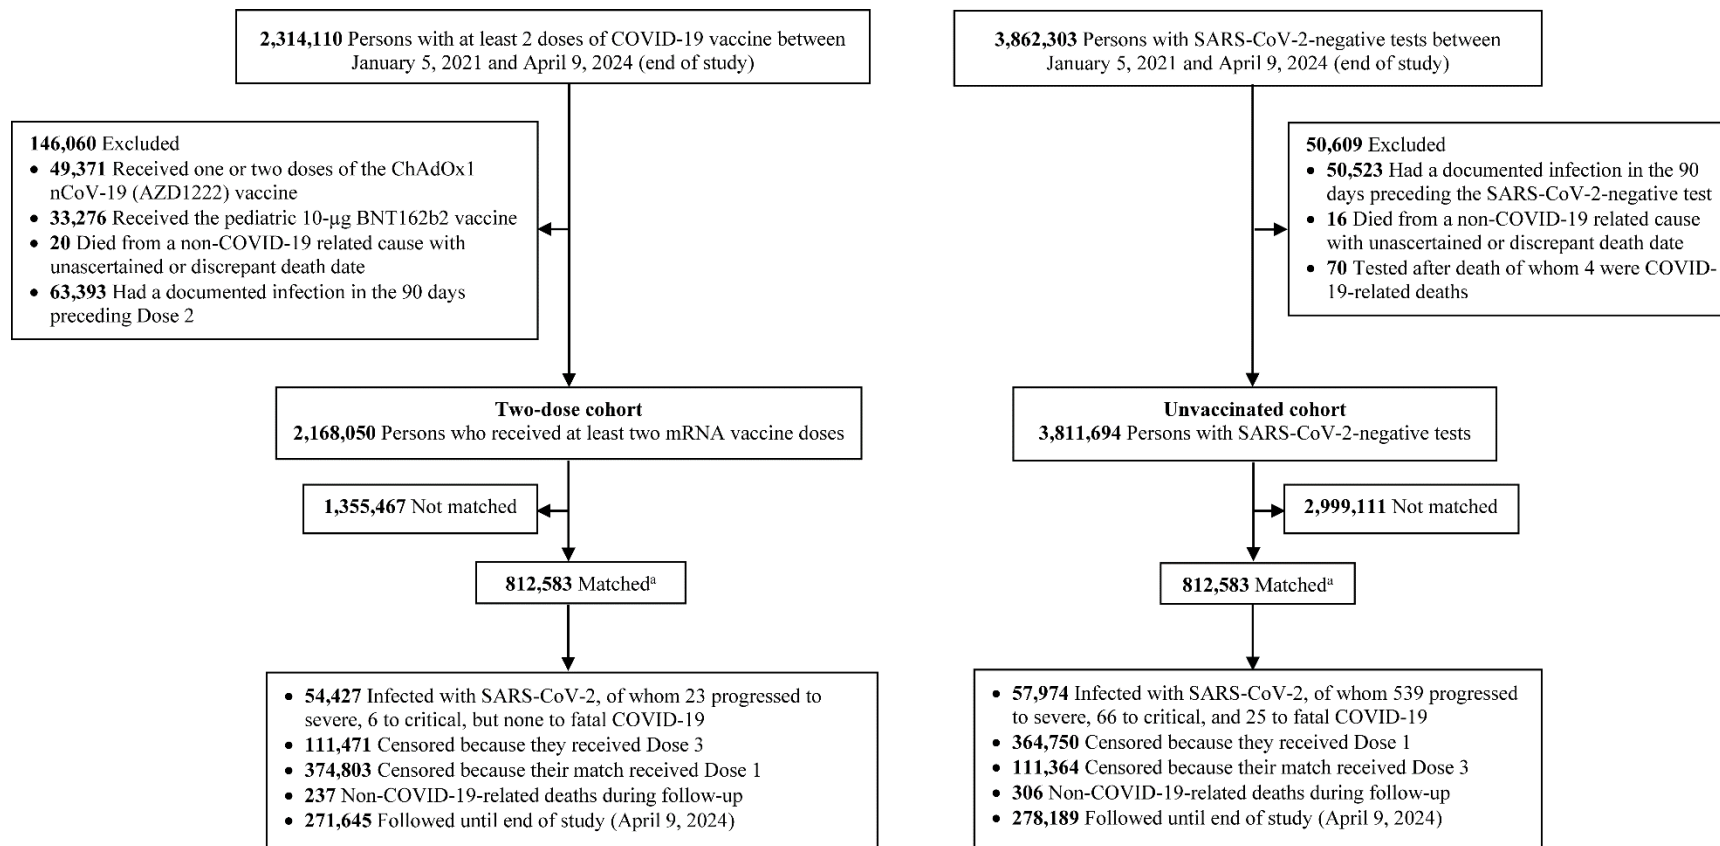 2,314,110 Persons with at least 2 doses of COVID-19 vaccine between
January 5, 2021 and April 9, 2024 (end of study)
146,060 Excluded
• 49,371 Received one or two doses of the ChAdOx1
nCoV-19 (AZD1222) vaccine
• 33,276 Received the pediatric 10-µg BNT162b2 vaccine
• 20 Died from a non-COVID-19 related cause with
unascertained or discrepant death date
• 63,393 Had a documented infection in the 90 days
preceding Dose 2
Two-dose cohort
2,168,050 Persons who received at least two mRNA vaccine doses
1,355,467 Not matched
812,583 Matchedᵃ
• 54,427 Infected with SARS-CoV-2, of whom 23 progressed to
severe, 6 to critical, but none to fatal COVID-19
• 111,471 Censored because they received Dose 3
• 374,803 Censored because their match received Dose 1
• 237 Non-COVID-19-related deaths during follow-up
• 271,645 Followed until end of study (April 9, 2024)
3,862,303 Persons with SARS-CoV-2-negative tests between
January 5, 2021 and April 9, 2024 (end of study)
50,609 Excluded
• 50,523 Had a documented infection in the 90
days preceding the SARS-CoV-2-negative test
• 16 Died from a non-COVID-19 related cause
with unascertained or discrepant death date
• 70 Tested after death of whom 4 were COVID-
19-related deaths
Unvaccinated cohort
3,811,694 Persons with SARS-CoV-2-negative tests
2,999,111 Not matched
812,583 Matchedᵃ
• 57,974 Infected with SARS-CoV-2, of whom 539 progressed
to severe, 66 to critical, and 25 to fatal COVID-19
• 364,750 Censored because they received Dose 1
• 111,364 Censored because their match received Dose 3
• 306 Non-COVID-19-related deaths during follow-up
• 278,189 Followed until end of study (April 9, 2024)